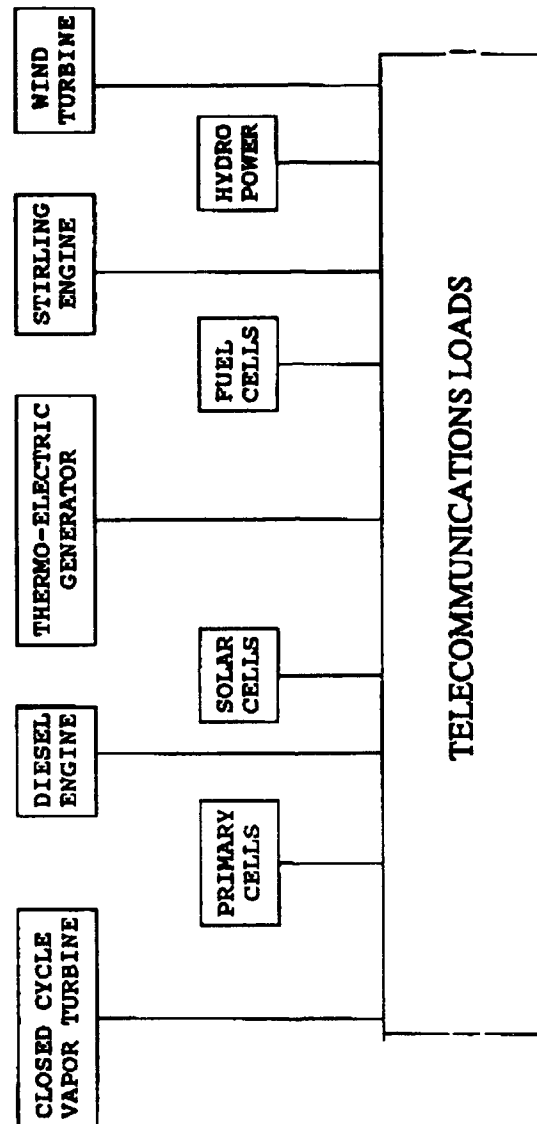 CLOSED CYCLE
VAPOR TURBINE
DIESEL
ENGINE
THERMO-ELECTRIC
GENERATOR
STIRLING
ENGINE
WIND
TURBINE
PRIMARY
CELLS
SOLAR
CELLS
FUEL
CELLS
HYDRO
POWER
TELECOMMUNICATIONS LOADS